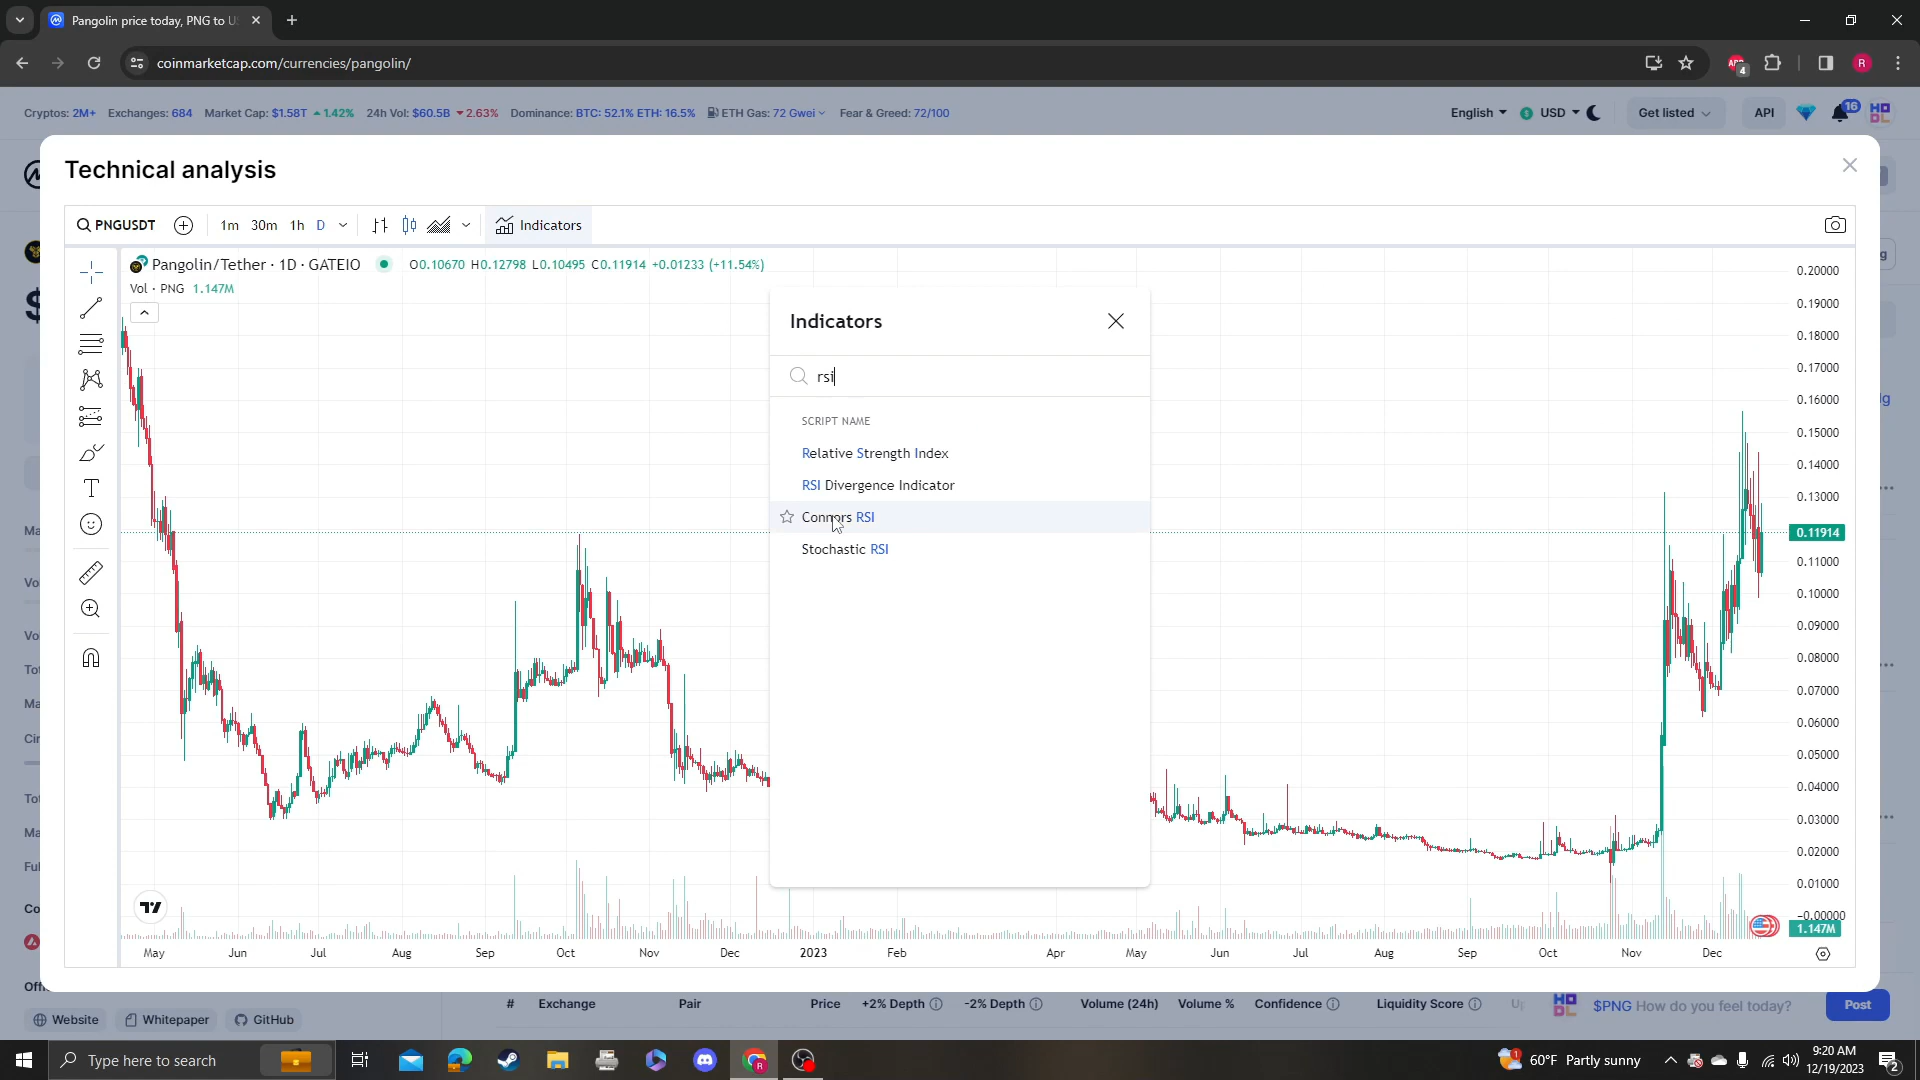 Pangolin price today, PNG to U
coinmarketcap.com/currencies/pangolin/
4
R
Cryptos: 2M+ Exchanges: 684 Market Cap: $1.58T 1.42% 24h Vol: $60.5B 2.63% Dominance: BTC: 52.1% ETH: 16.5% ETH Gas: 72 Gwei Fear & Greed: 72/100
English USD Get listed API 16
Technical analysis
PNGUSDT 1m 30m 1h D Indicators
Pangolin/Tether · 1D · GATEIO O0.10670 H0.12798 L0.10495 C0.11914 +0.01233 (+11.54%)
Vol · PNG 1.147M
Indicators
rsi
SCRIPT NAME
Relative Strength Index
RSI Divergence Indicator
Connors RSI
Stochastic RSI
0.20000
0.19000
0.18000
0.17000
0.16000
0.15000
0.14000
0.13000
0.11914
0.11000
0.10000
0.09000
0.08000
0.07000
0.06000
0.05000
0.04000
0.03000
0.02000
0.01000
-0.00000
1.147M
May Jun Jul Aug Sep Oct Nov Dec 2023 Feb Apr May Jun Jul Aug Sep Oct Nov Dec
# Exchange Pair Price +2% Depth -2% Depth Volume (24h) Volume % Confidence Liquidity Score
$PNG How do you feel today? Post
Website Whitepaper GitHub
Type here to search
60°F Partly sunny
9:20 AM
12/19/2023
2